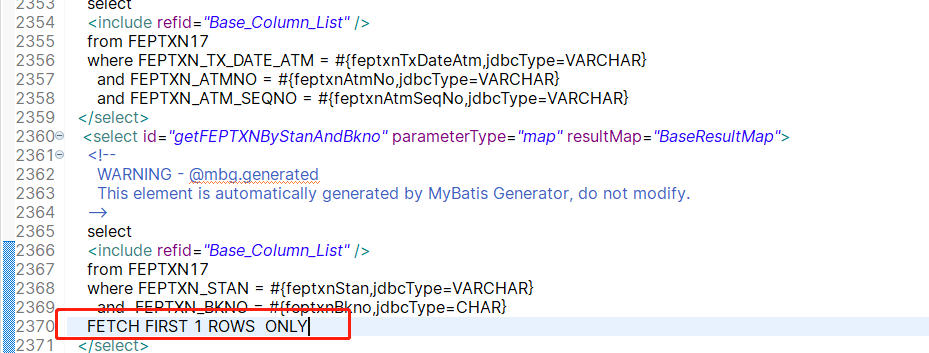 2353 select
2354 <include refid="Base_Column_List" />
2355 from FEPTXN17
2356 where FEPTXN_TX_DATE_ATM = #{feptxnTxDateAtm,jdbcType=VARCHAR}
2357 and FEPTXN_ATMNO = #{feptxnAtmNo,jdbcType=VARCHAR}
2358 and FEPTXN_ATM_SEQNO = #{feptxnAtmSeqNo,jdbcType=VARCHAR}
2359 </select>
2360 <select id="getFEPTXNByStanAndBkno" parameterType="map" resultMap="BaseResultMap">
2361 <!--
2362 WARNING - @mbg.generated
2363 This element is automatically generated by MyBatis Generator, do not modify.
2364 -->
2365 select
2366 <include refid="Base_Column_List" />
2367 from FEPTXN17
2368 where FEPTXN_STAN = #{feptxnStan,jdbcType=VARCHAR}
2369 and FEPTXN_BKNO = #{feptxnBkno,jdbcType=CHAR}
2370 FETCH FIRST 1 ROWS ONLY
2371 </select>